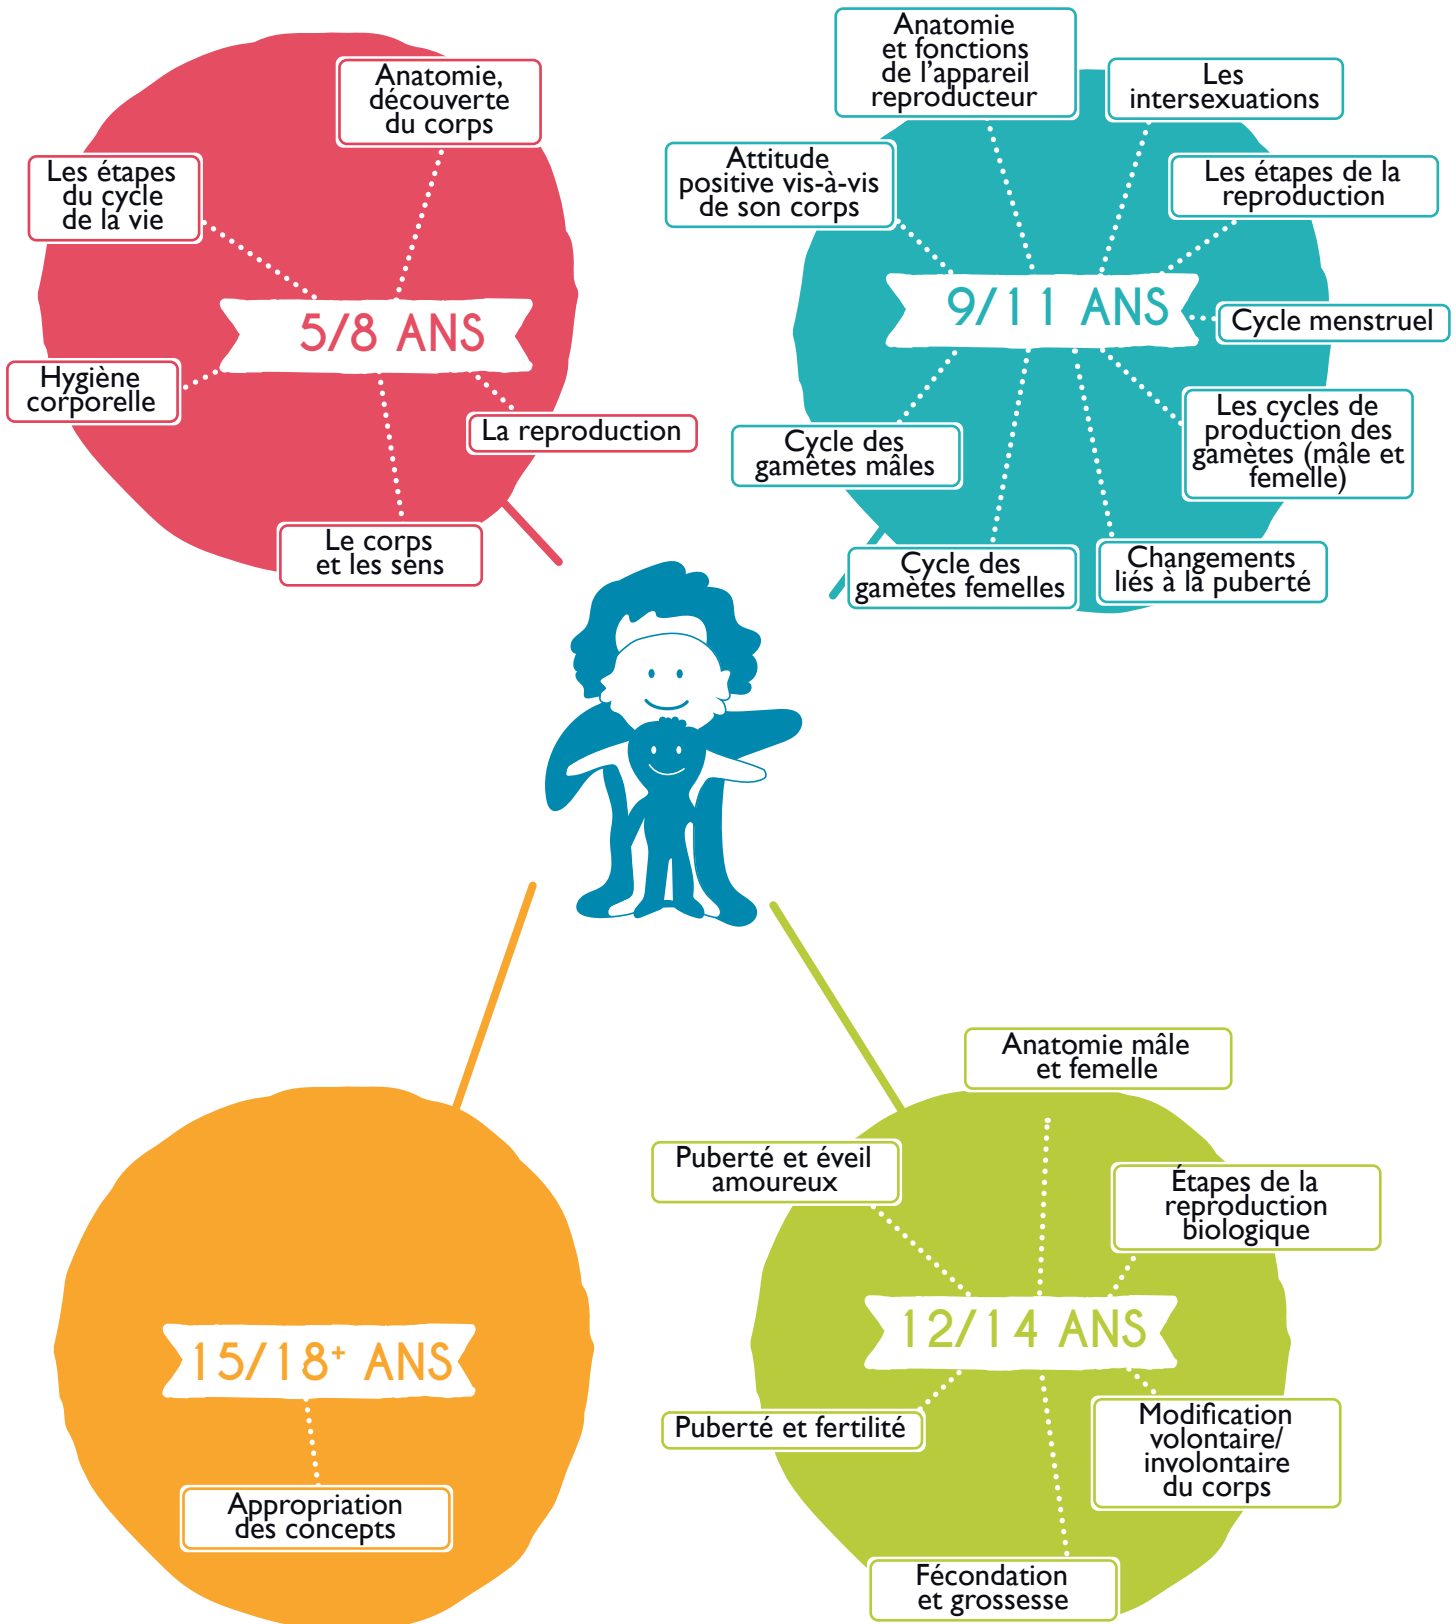 Anatomie,
découverte
du corps
Les étapes
du cycle
de la vie
5/8 ANS
Hygiène
corporelle
La reproduction
Le corps
et les sens
Anatomie
et fonctions
de l'appareil
reproducteur
Les
intersexuations
Attitude
positive vis-à-vis
de son corps
Les étapes de la
reproduction
9/11 ANS
Cycle menstruel
Cycle des
gamètes mâles
Les cycles de
production des
gamètes (mâle et
femelle)
Cycle des
gamètes femelles
Changements
liés à la puberté
15/18+ ANS
Appropriation
des concepts
Anatomie mâle
et femelle
Puberté et éveil
amoureux
Étapes de la
reproduction
biologique
12/14 ANS
Puberté et fertilité
Modification
volontaire/
involontaire
du corps
Fécondation
et grossesse